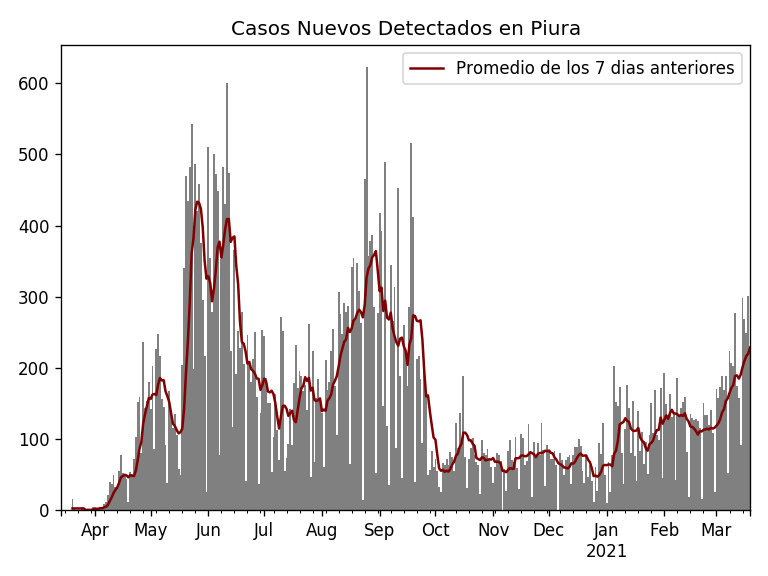 Casos Nuevos Detectados en Piura
Promedio de los 7 dias anteriores
600
500
400
300
200
100
0
Apr May Jun Jul Aug Sep Oct Nov Dec Jan Feb Mar
2021